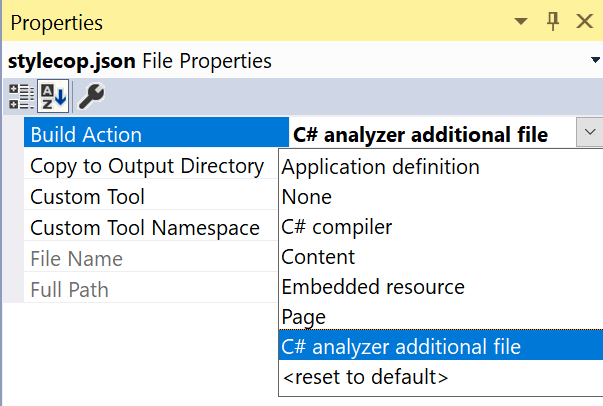 Properties
stylecop.json File Properties
Build Action C# analyzer additional file
Copy to Output Directory
Custom Tool
Custom Tool Namespace
File Name
Full Path
Application definition
None
C# compiler
Content
Embedded resource
Page
C# analyzer additional file
<reset to default>